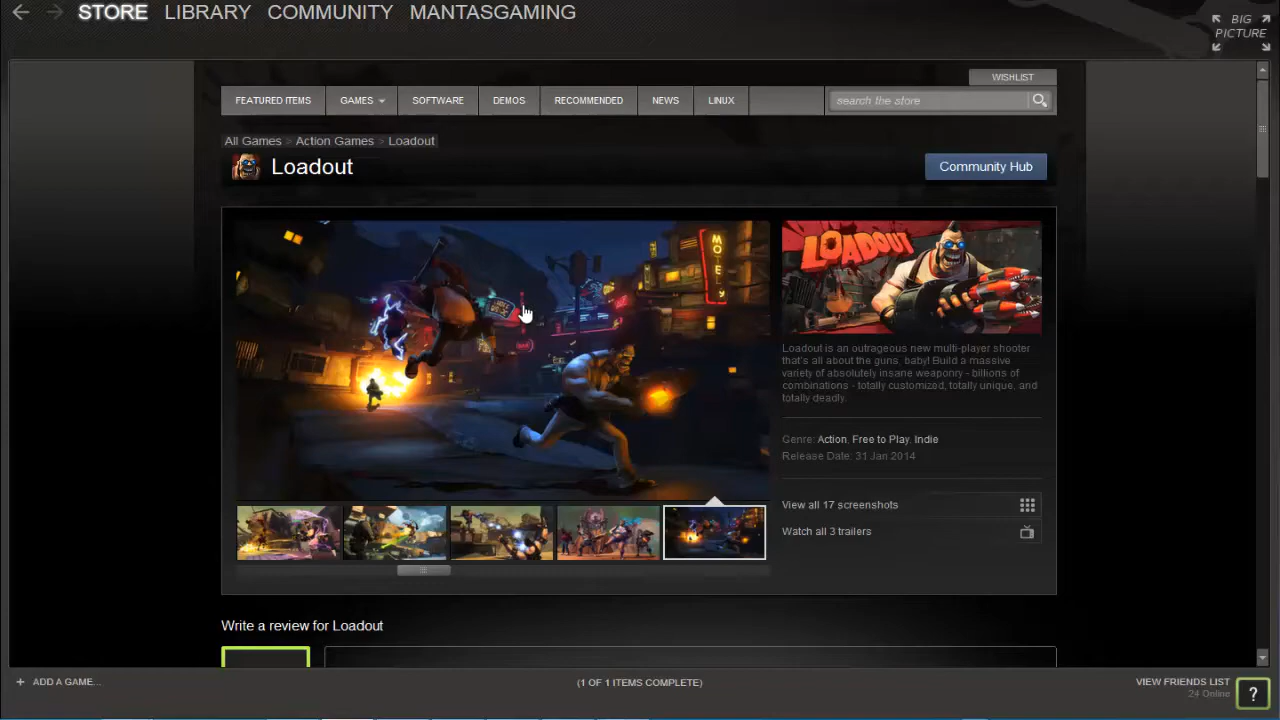 STORE LIBRARY COMMUNITY MANTASGAMING
BIG
PICTURE
WISHLIST
FEATURED ITEMS GAMES SOFTWARE DEMOS RECOMMENDED NEWS LINUX search the store
All Games > Action Games > Loadout
Loadout
Community Hub
MOTEL
LOADOUT
Loadout is an outrageous new multi-player shooter
that's all about the guns, baby! Build a massive
variety of absolutely insane weaponry - billions of
combinations - totally customized, totally unique, and
totally deadly.
Genre: Action, Free to Play, Indie
Release Date: 31 Jan 2014
View all 17 screenshots
Watch all 3 trailers
Write a review for Loadout
+ ADD A GAME...
(1 OF 1 ITEMS COMPLETE)
VIEW FRIENDS LIST
24 Online
?